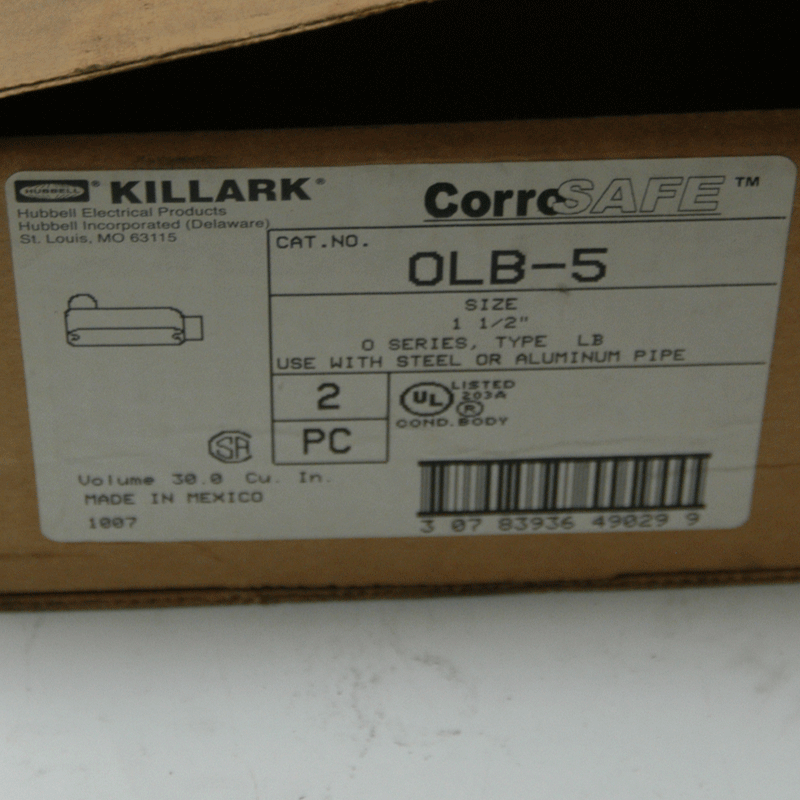 HUBBELL ® KILLARK®
Hubbell Electrical Products
Hubbell Incorporated (Delaware)
St. Louis, MO 63115
CorroSAFE™
CAT.NO.
OLB-5
SIZE
1 1/2"
O SERIES, TYPE LB
USE WITH STEEL OR ALUMINUM PIPE
2
PC
UL LISTED
203A
®
COND.BODY
SA
Volume 30.0 Cu. In.
MADE IN MEXICO
1007
3 07 83936 49029 9